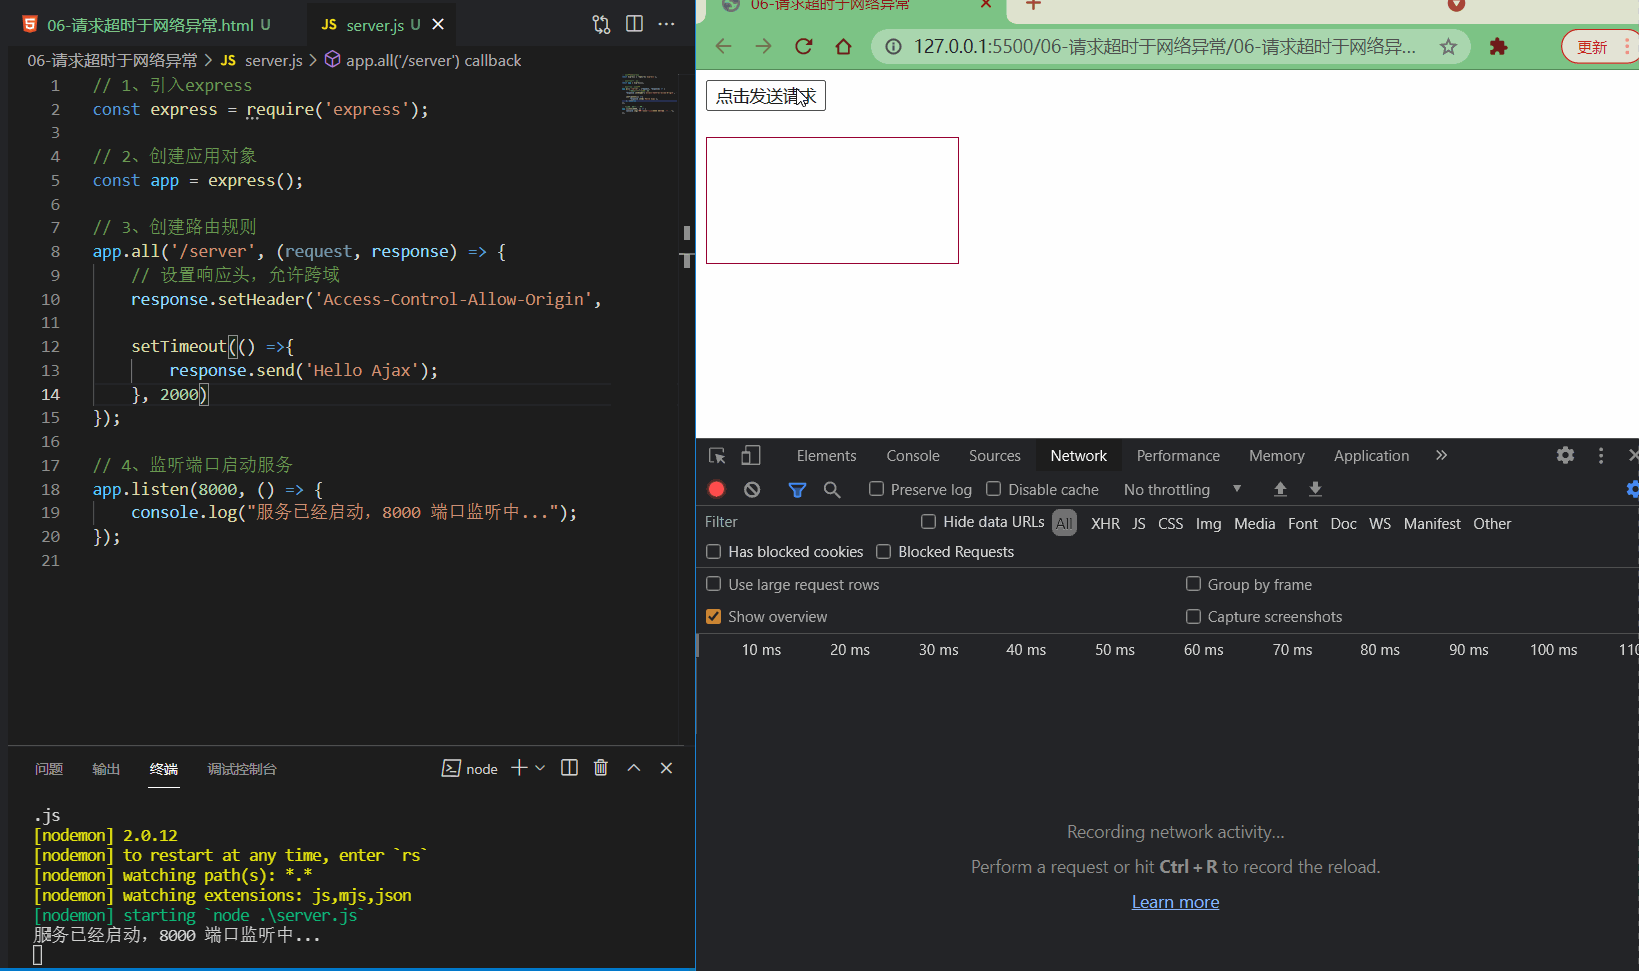 06-请求超时于网络异常.html U
JS server.js U
06-请求超时于网络异常 > JS server.js > app.all('/server') callback
1 // 1、引入express
2 const express = require('express');
3
4 // 2、创建应用对象
5 const app = express();
6
7 // 3、创建路由规则
8 app.all('/server', (request, response) => {
9 // 设置响应头，允许跨域
10 response.setHeader('Access-Control-Allow-Origin',
11
12 setTimeout(() =>{
13 response.send('Hello Ajax');
14 }, 2000)
15 });
16
17 // 4、监听端口启动服务
18 app.listen(8000, () => {
19 console.log("服务已经启动，8000 端口监听中...");
20 });
21
问题 输出 终端 调试控制台 node
.js
[nodemon] 2.0.12
[nodemon] to restart at any time, enter `rs`
[nodemon] watching path(s): *.*
[nodemon] watching extensions: js,mjs,json
[nodemon] starting `node .\server.js`
服务已经启动，8000 端口监听中...
06-请求超时于网络异常
127.0.0.1:5500/06-请求超时于网络异常/06-请求超时于网络异... 更新
点击发送请求
Elements Console Sources Network Performance Memory Application »
Preserve log Disable cache No throttling
Filter Hide data URLs All XHR JS CSS Img Media Font Doc WS Manifest Other
Has blocked cookies Blocked Requests
Use large request rows Group by frame
Show overview Capture screenshots
10 ms 20 ms 30 ms 40 ms 50 ms 60 ms 70 ms 80 ms 90 ms 100 ms 110
Recording network activity...
Perform a request or hit Ctrl + R to record the reload.
Learn more